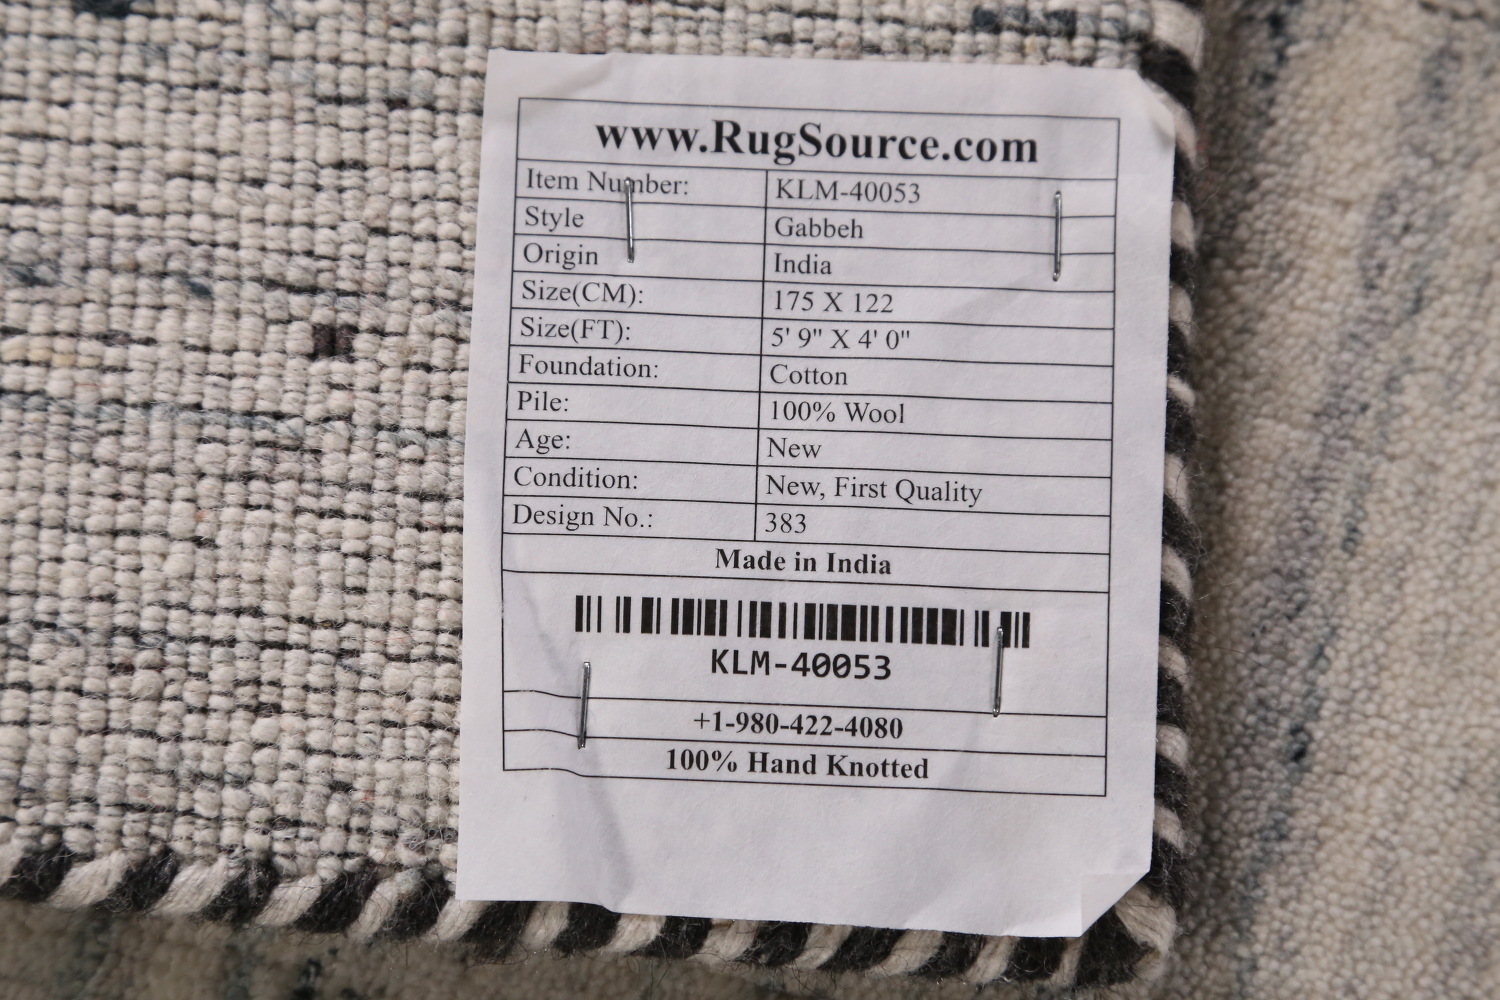 www.RugSource.com
Item Number: KLM-40053
Style Gabbeh
Origin India
Size(CM): 175 X 122
Size(FT): 5' 9" X 4' 0"
Foundation: Cotton
Pile: 100% Wool
Age: New
Condition: New, First Quality
Design No.: 383
Made in India
KLM-40053
+1-980-422-4080
100% Hand Knotted